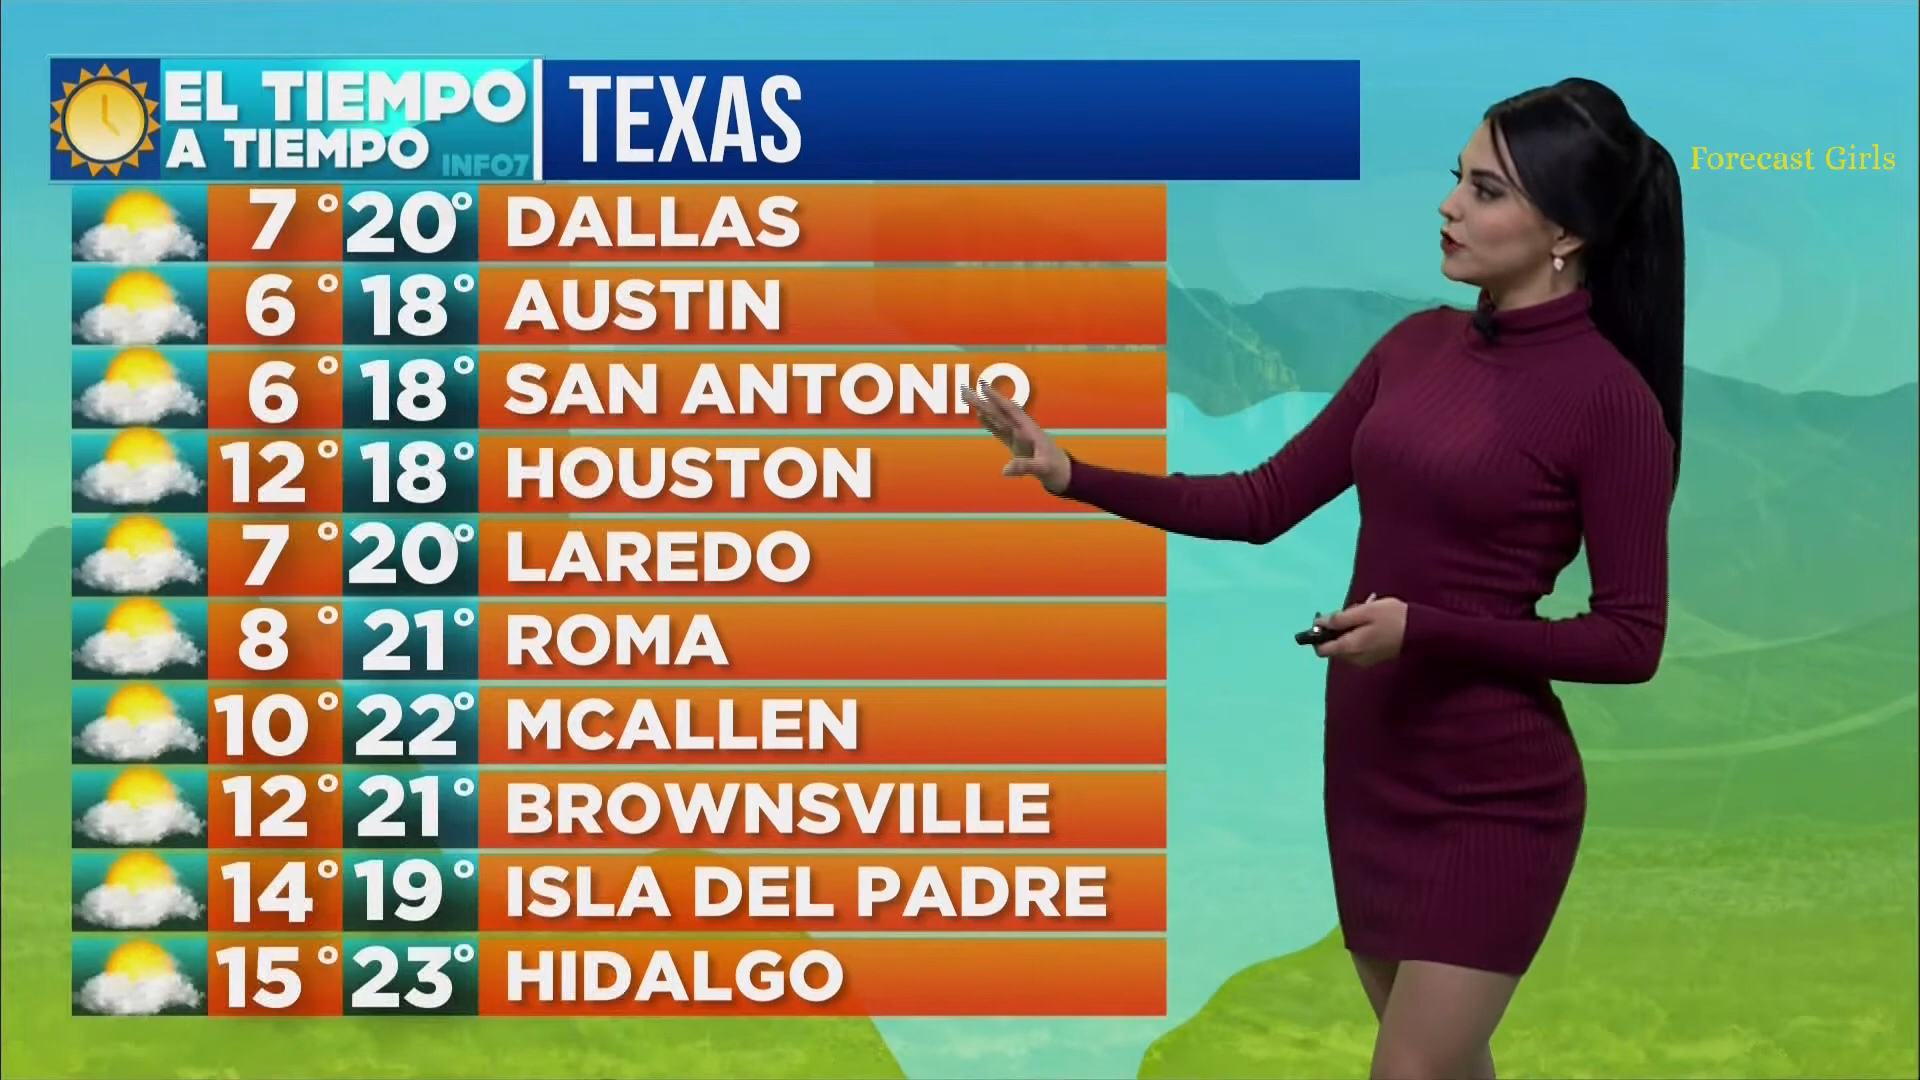 EL TIEMPO
A TIEMPO INFO7
TEXAS
Forecast Girls
7° 20° DALLAS
6° 18° AUSTIN
6° 18° SAN ANTONIO
12° 18° HOUSTON
7° 20° LAREDO
8° 21° ROMA
10° 22° MCALLEN
12° 21° BROWNSVILLE
14° 19° ISLA DEL PADRE
15° 23° HIDALGO